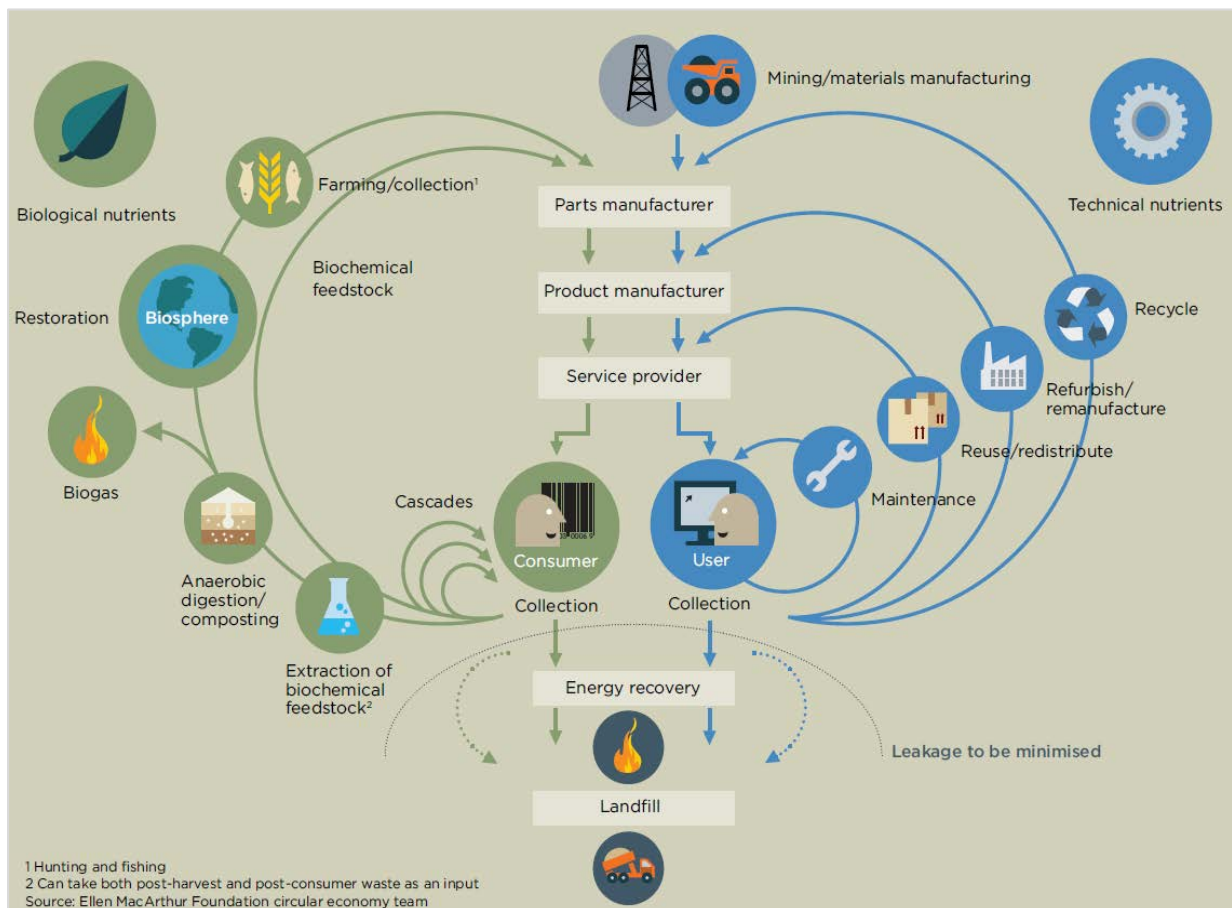 Mining/materials manufacturing
Biological nutrients
Farming/collection¹
Technical nutrients
Parts manufacturer
Biochemical
feedstock
Product manufacturer
Restoration
Biosphere
Recycle
Service provider
Refurbish/
remanufacture
Reuse/redistribute
Biogas
Cascades
Maintenance
Consumer
User
Anaerobic
digestion/
composting
Collection
Collection
Extraction of
biochemical
feedstock²
Energy recovery
Leakage to be minimised
Landfill
1 Hunting and fishing
2 Can take both post-harvest and post-consumer waste as an input
Source: Ellen MacArthur Foundation circular economy team